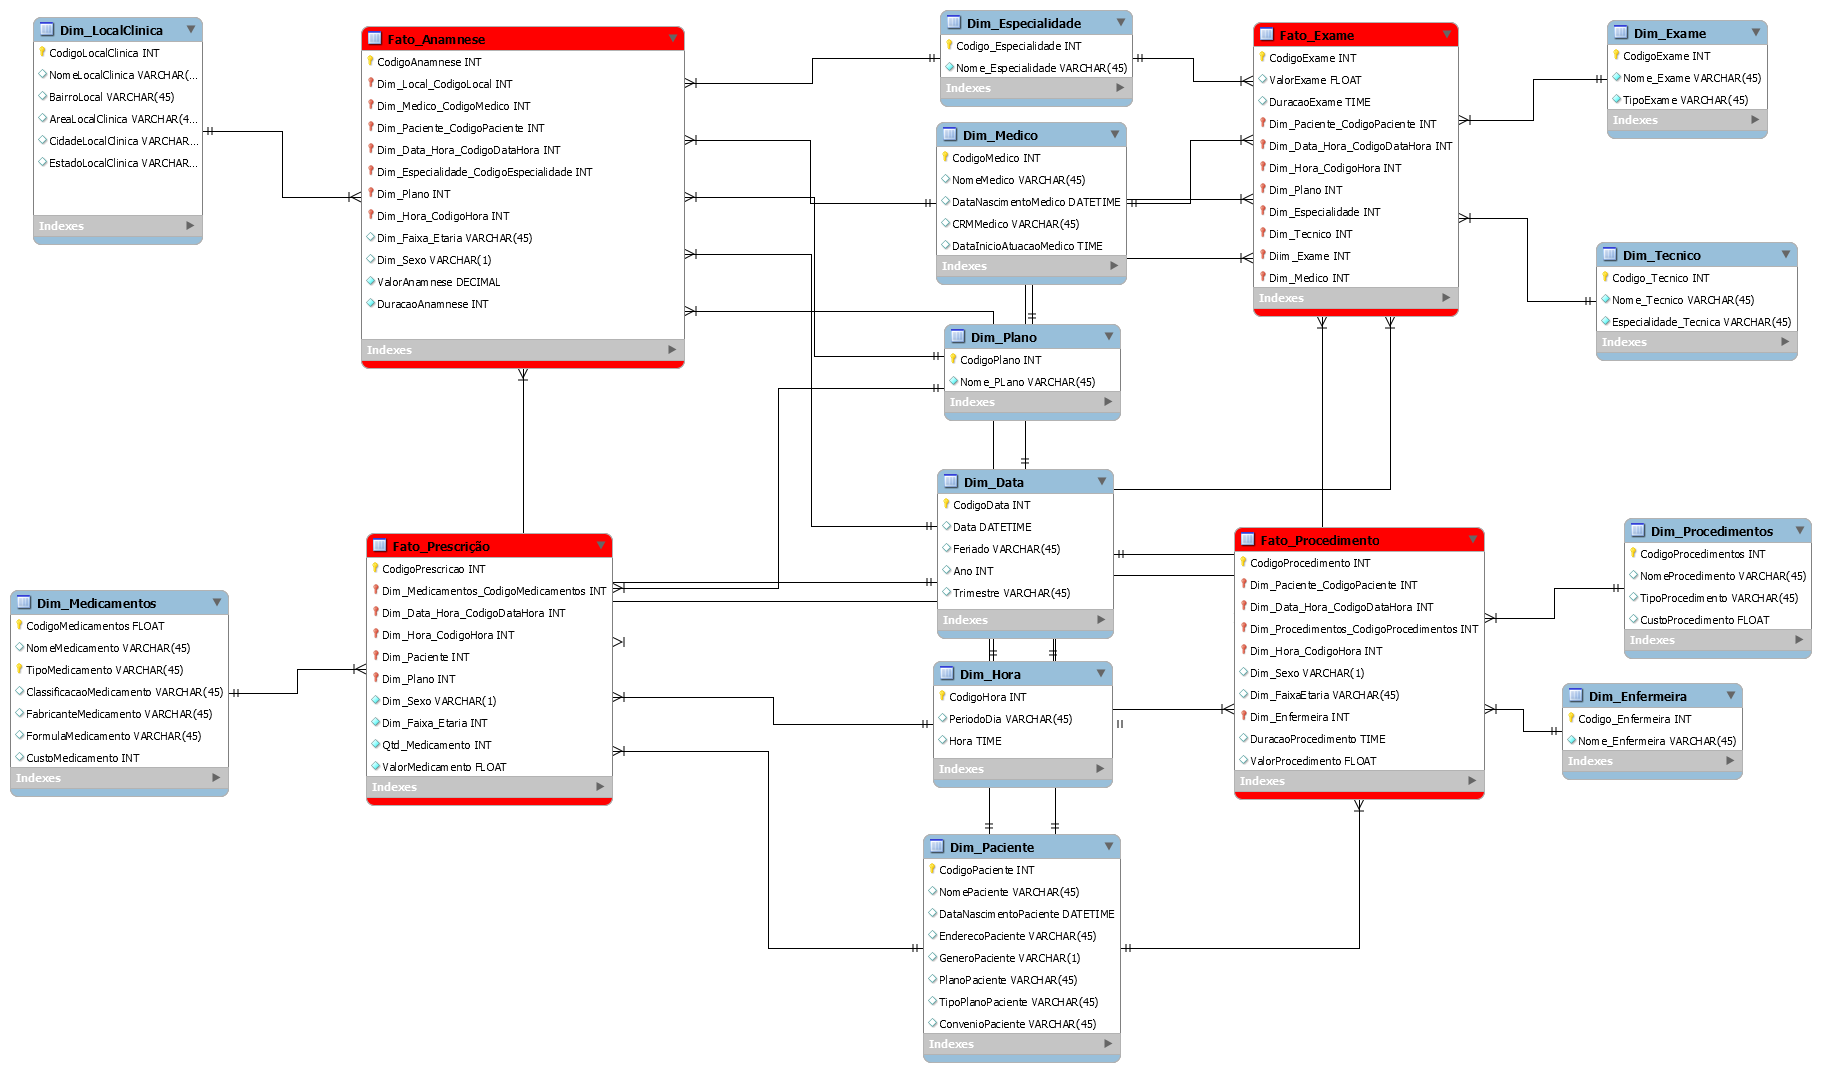 Dim_LocalClinica
CodigoLocalClinica INT
NomeLocalClinica VARCHAR(...
BairroLocal VARCHAR(45)
AreaLocalClinica VARCHAR(4...
CidadeLocalClinica VARCHAR...
EstadoLocalClinica VARCHAR...
Indexes
Fato_Anamnese
CodigoAnamnese INT
Dim_Local_CodigoLocal INT
Dim_Medico_CodigoMedico INT
Dim_Paciente_CodigoPaciente INT
Dim_Data_Hora_CodigoDataHora INT
Dim_Especialidade_CodigoEspecialidade INT
Dim_Plano INT
Dim_Hora_CodigoHora INT
Dim_Faixa_Etaria VARCHAR(45)
Dim_Sexo VARCHAR(1)
ValorAnamnese DECIMAL
DuracaoAnamnese INT
Indexes
Dim_Especialidade
Codigo_Especialidade INT
Nome_Especialidade VARCHAR(45)
Indexes
Dim_Medico
CodigoMedico INT
NomeMedico VARCHAR(45)
DataNascimentoMedico DATETIME
CRMMedico VARCHAR(45)
DataInicioAtuacaoMedico TIME
Indexes
Fato_Exame
CodigoExame INT
ValorExame FLOAT
DuracaoExame TIME
Dim_Paciente_CodigoPaciente INT
Dim_Data_Hora_CodigoDataHora INT
Dim_Hora_CodigoHora INT
Dim_Plano INT
Dim_Especialidade INT
Dim_Tecnico INT
Diim_Exame INT
Dim_Medico INT
Indexes
Dim_Exame
CodigoExame INT
Nome_Exame VARCHAR(45)
TipoExame VARCHAR(45)
Indexes
Dim_Tecnico
Codigo_Tecnico INT
Nome_Tecnico VARCHAR(45)
Especialidade_Tecnica VARCHAR(45)
Indexes
Dim_Plano
CodigoPlano INT
Nome_PLano VARCHAR(45)
Indexes
Dim_Data
CodigoData INT
Data DATETIME
Feriado VARCHAR(45)
Ano INT
Trimestre VARCHAR(45)
Indexes
Dim_Medicamentos
CodigoMedicamentos FLOAT
NomeMedicamento VARCHAR(45)
TipoMedicamento VARCHAR(45)
ClassificacaoMedicamento VARCHAR(45)
FabricanteMedicamento VARCHAR(45)
FormulaMedicamento VARCHAR(45)
CustoMedicamento INT
Indexes
Fato_Prescrição
CodigoPrescricao INT
Dim_Medicamentos_CodigoMedicamentos INT
Dim_Data_Hora_CodigoDataHora INT
Dim_Hora_CodigoHora INT
Dim_Paciente INT
Dim_Plano INT
Dim_Sexo VARCHAR(1)
Dim_Faixa_Etaria INT
Qtd_Medicamento INT
ValorMedicamento FLOAT
Indexes
Dim_Hora
CodigoHora INT
PeriodoDia VARCHAR(45)
Hora TIME
Indexes
Fato_Procedimento
CodigoProcedimento INT
Dim_Paciente_CodigoPaciente INT
Dim_Data_Hora_CodigoDataHora INT
Dim_Procedimentos_CodigoProcedimentos INT
Dim_Hora_CodigoHora INT
Dim_Sexo VARCHAR(1)
Dim_FaixaEtaria VARCHAR(45)
Dim_Enfermeira INT
DuracaoProcedimento TIME
ValorProcedimento FLOAT
Indexes
Dim_Procedimentos
CodigoProcedimentos INT
NomeProcedimento VARCHAR(45)
TipoProcedimento VARCHAR(45)
CustoProcedimento FLOAT
Indexes
Dim_Enfermeira
Codigo_Enfermeira INT
Nome_Enfermeira VARCHAR(45)
Indexes
Dim_Paciente
CodigoPaciente INT
NomePaciente VARCHAR(45)
DataNascimentoPaciente DATETIME
EnderecoPaciente VARCHAR(45)
GeneroPaciente VARCHAR(1)
PlanoPaciente VARCHAR(45)
TipoPlanoPaciente VARCHAR(45)
ConvenioPaciente VARCHAR(45)
Indexes